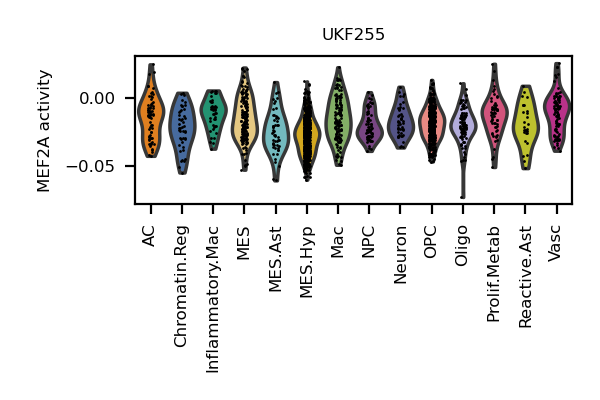 UKF255
MEF2A activity
0.00
−0.05
AC
Chromatin.Reg
Inflammatory.Mac
MES
MES.Ast
MES.Hyp
Mac
NPC
Neuron
OPC
Oligo
Prolif.Metab
Reactive.Ast
Vasc